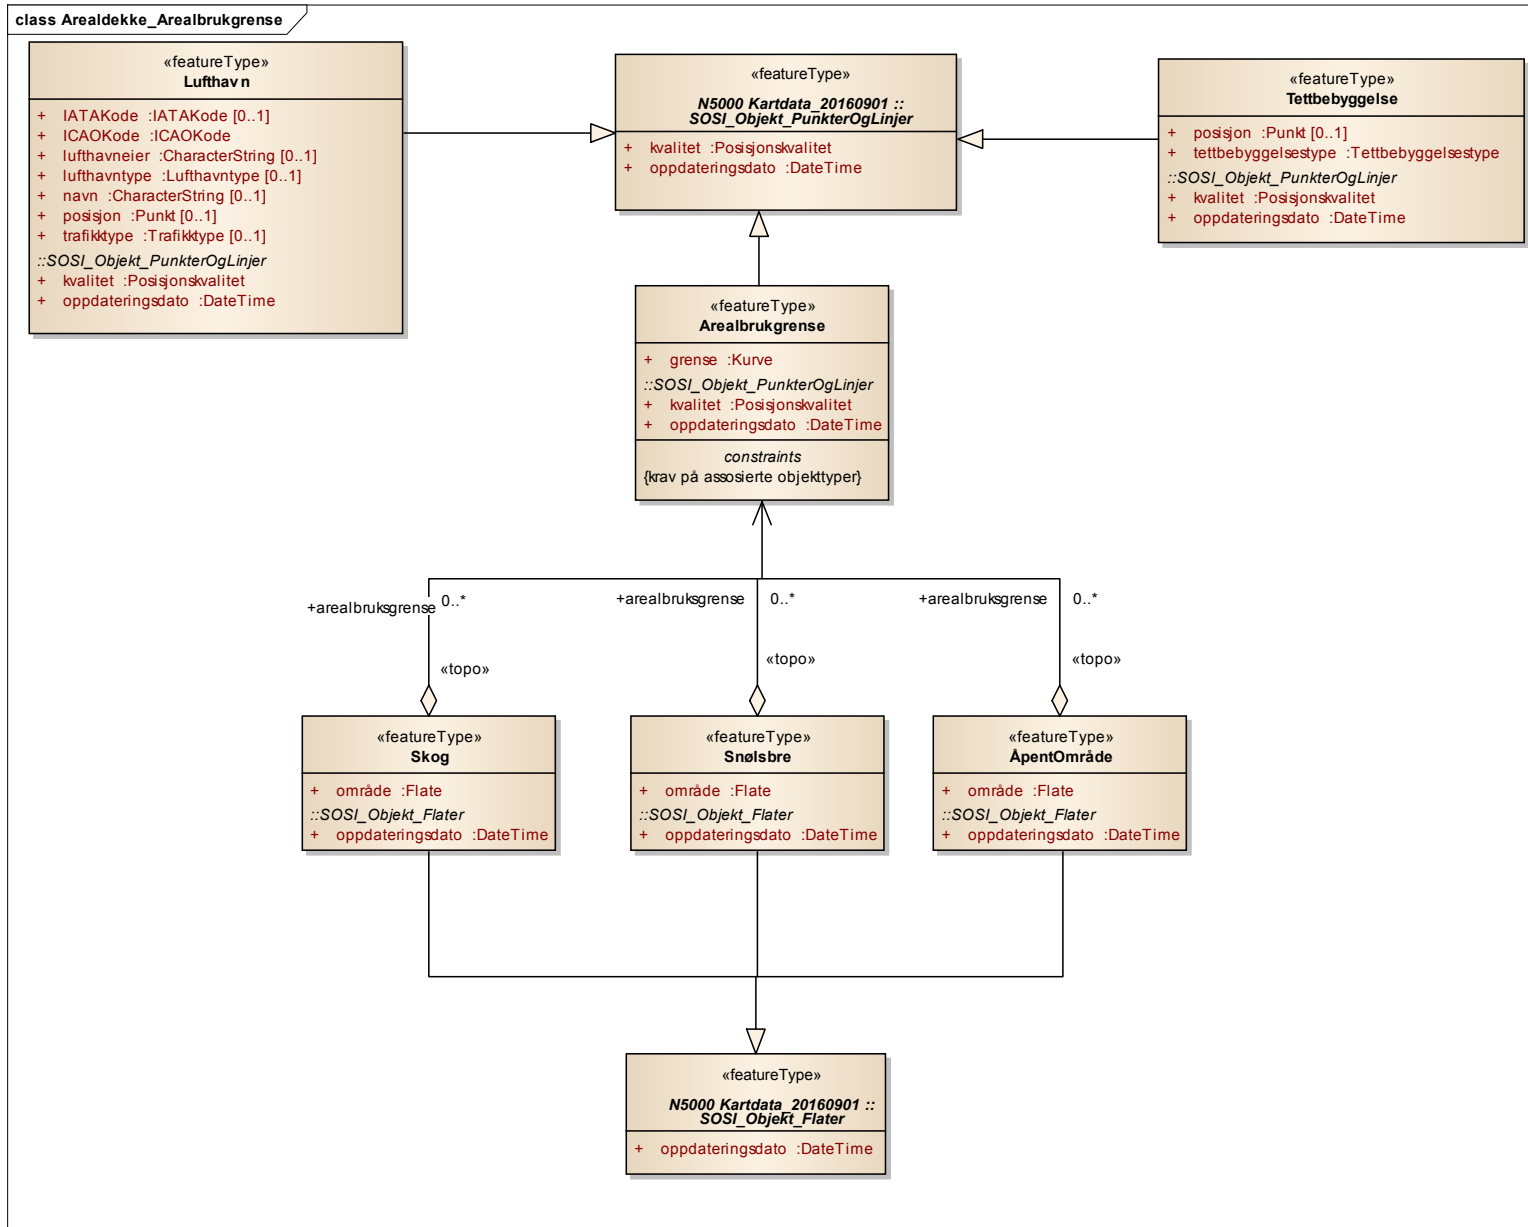 class Arealdekke_Arealbrukgrense
«featureType»
Lufthavn
+ IATAKode :IATAKode [0..1]
+ ICAOKode :ICAOKode
+ lufthavneier :CharacterString [0..1]
+ lufthavntype :Lufthavntype [0..1]
+ navn :CharacterString [0..1]
+ posisjon :Punkt [0..1]
+ trafikktype :Trafikktype [0..1]
::SOSI_Objekt_PunkterOgLinjer
+ kvalitet :Posisjonskvalitet
+ oppdateringsdato :DateTime
«featureType»
N5000 Kartdata_20160901 ::
SOSI_Objekt_PunkterOgLinjer
+ kvalitet :Posisjonskvalitet
+ oppdateringsdato :DateTime
«featureType»
Tettbebyggelse
+ posisjon :Punkt [0..1]
+ tettbebyggelsestype :Tettbebyggelsestype
::SOSI_Objekt_PunkterOgLinjer
+ kvalitet :Posisjonskvalitet
+ oppdateringsdato :DateTime
«featureType»
Arealbrukgrense
+ grense :Kurve
::SOSI_Objekt_PunkterOgLinjer
+ kvalitet :Posisjonskvalitet
+ oppdateringsdato :DateTime
constraints
{krav på assosierte objekttyper}
+arealbruksgrense 0..*
«topo»
+arealbruksgrense 0..*
«topo»
+arealbruksgrense 0..*
«topo»
«featureType»
Skog
+ område :Flate
::SOSI_Objekt_Flater
+ oppdateringsdato :DateTime
«featureType»
SnøIsbre
+ område :Flate
::SOSI_Objekt_Flater
+ oppdateringsdato :DateTime
«featureType»
ÅpentOmråde
+ område :Flate
::SOSI_Objekt_Flater
+ oppdateringsdato :DateTime
«featureType»
N5000 Kartdata_20160901 ::
SOSI_Objekt_Flater
+ oppdateringsdato :DateTime